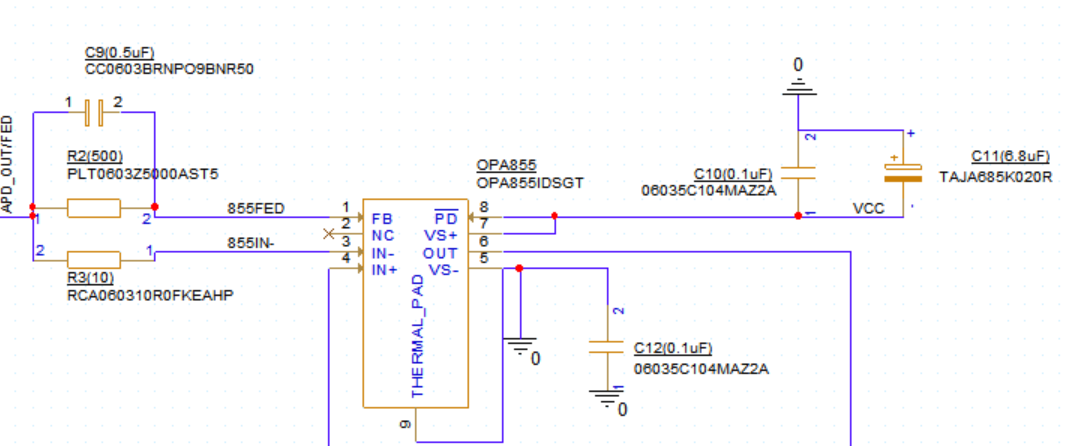 C9(0.5uF)
CC0603BRNPO9BNR50
1
2
APD_OUT/FED
R2(500)
PLT0603Z5000AST5
1
2
2
1
R3(10)
RCA060310R0FKEAHP
855FED
855IN-
1
2
3
4
OPA855
OPA855IDSGT
FB
NC
IN-
IN+
PD
VS+
OUT
VS-
THERMAL_PAD
8
7
6
5
9
0
0
2
C10(0.1uF)
06035C104MAZ2A
1
VCC
+
+
-
C11(6.8uF)
TAJA685K020R
2
C12(0.1uF)
06035C104MAZ2A
1
0